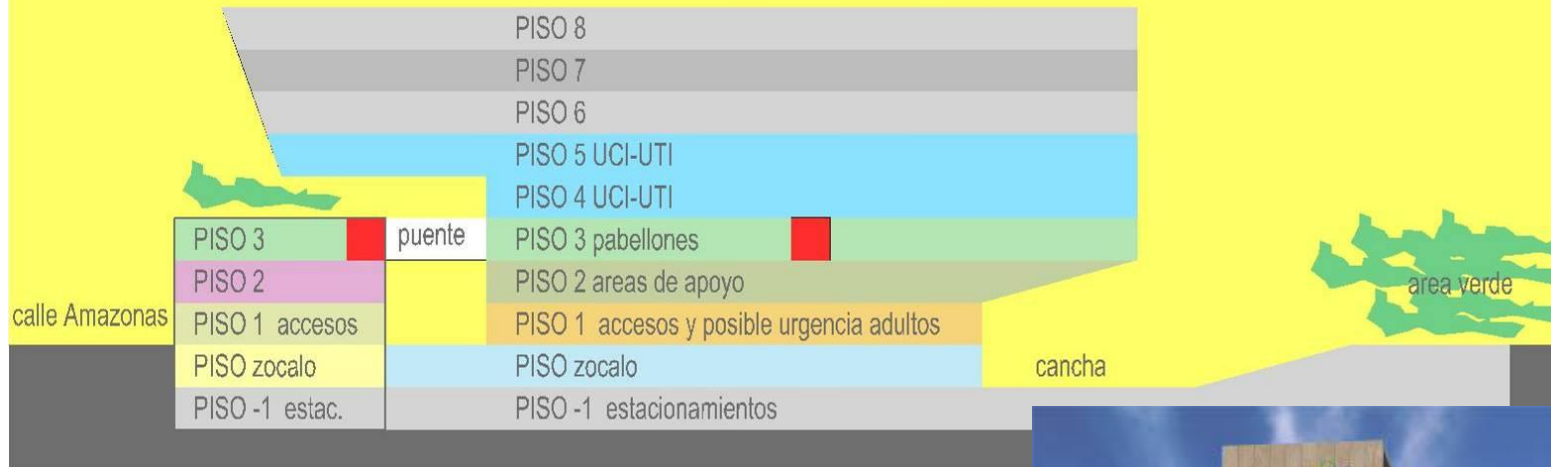 PISO 8
PISO 7
PISO 6
PISO 5 UCI-UTI
PISO 4 UCI-UTI
PISO 3
puente
PISO 3 pabellones
PISO 2
PISO 2 areas de apoyo
area verde
calle Amazonas
PISO 1 accesos
PISO 1 accesos y posible urgencia adultos
PISO zocalo
PISO zocalo
cancha
PISO -1 estac.
PISO -1 estacionamientos